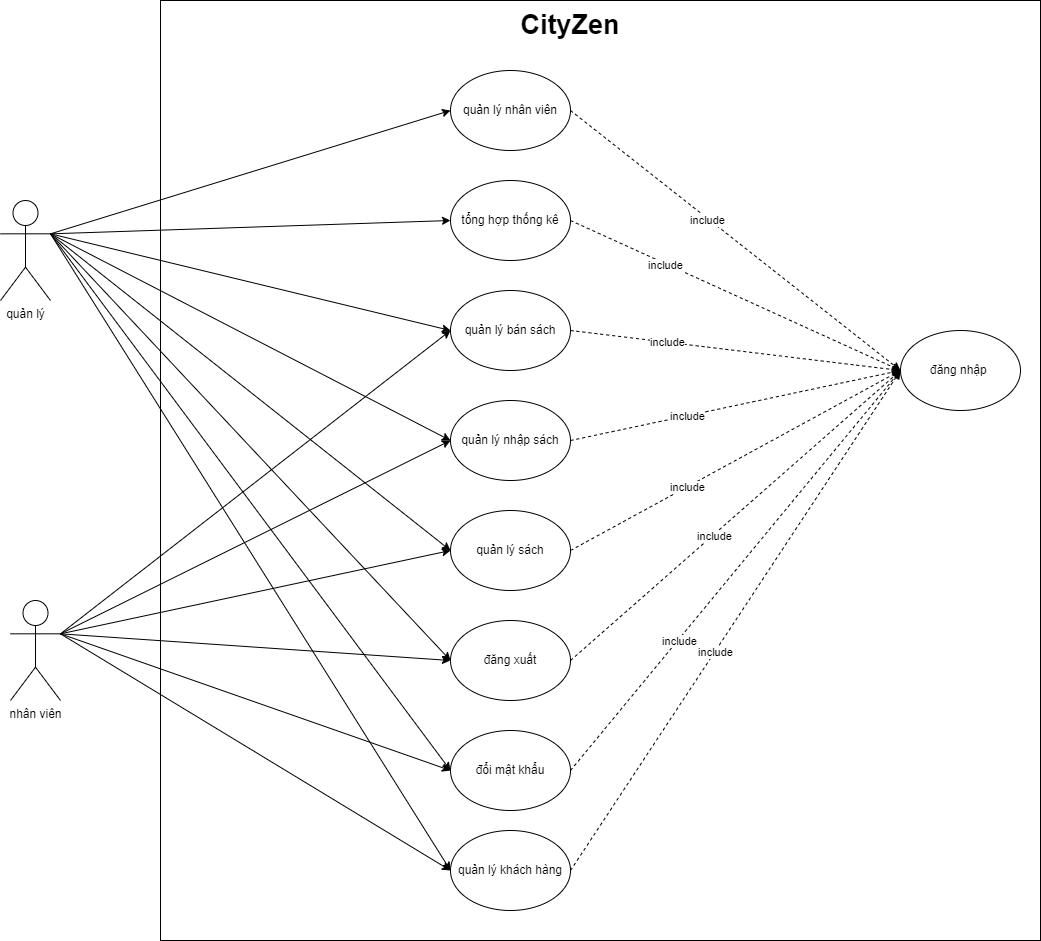 CityZen
quản lý nhân viên
tổng hợp thống kê
include
include
quản lý
quản lý bán sách
include
đăng nhập
include
quản lý nhập sách
include
quản lý sách
include
nhân viên
đăng xuất
include
include
đổi mật khẩu
quản lý khách hàng